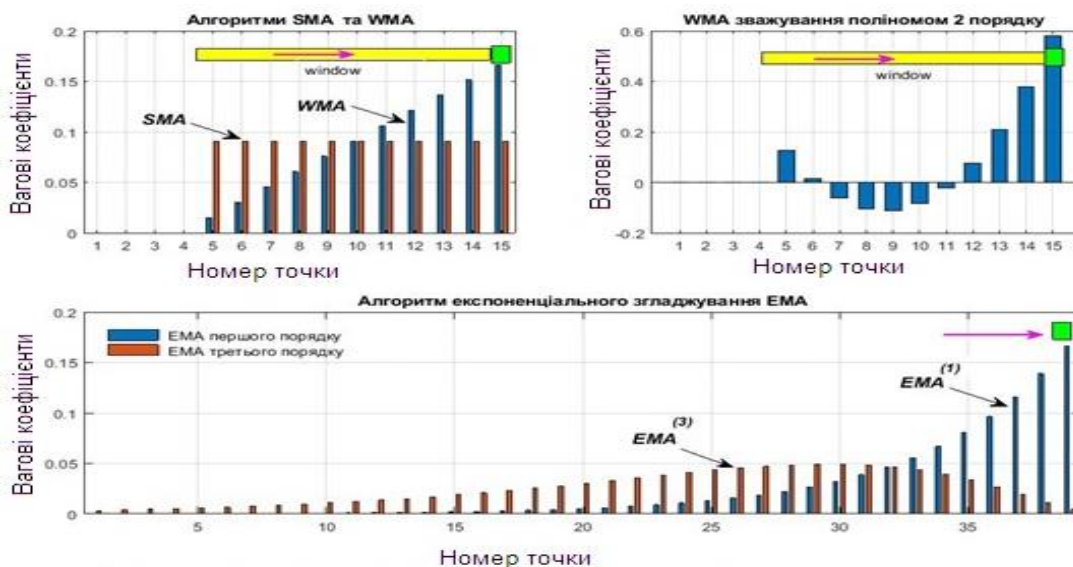 Алгоритми SMA та WMA
Вагові коефіцієнти
0.2
0.15
0.1
0.05
0
window
SMA
WMA
1 2 3 4 5 6 7 8 9 10 11 12 13 14 15
Номер точки
WMA зважування поліномом 2 порядку
Вагові коефіцієнти
0.6
0.4
0.2
0
-0.2
window
1 2 3 4 5 6 7 8 9 10 11 12 13 14 15
Номер точки
Алгоритм експоненціального згладжування EMA
Вагові коефіцієнти
0.2
0.15
0.1
0.05
0
EMA першого порядку
EMA третього порядку
EMA (3)
EMA (1)
5 10 15 20 25 30 35
Номер точки